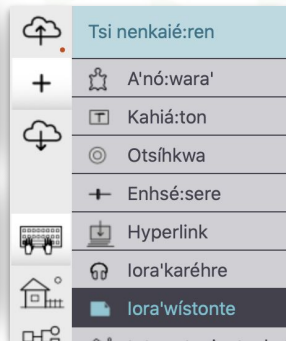 Tsi nenkaié:ren
A'nó:wara'
Kahiá:ton
Otsíhkwa
Enhsé:sere
Hyperlink
Iora'karéhre
Iora'wístonte